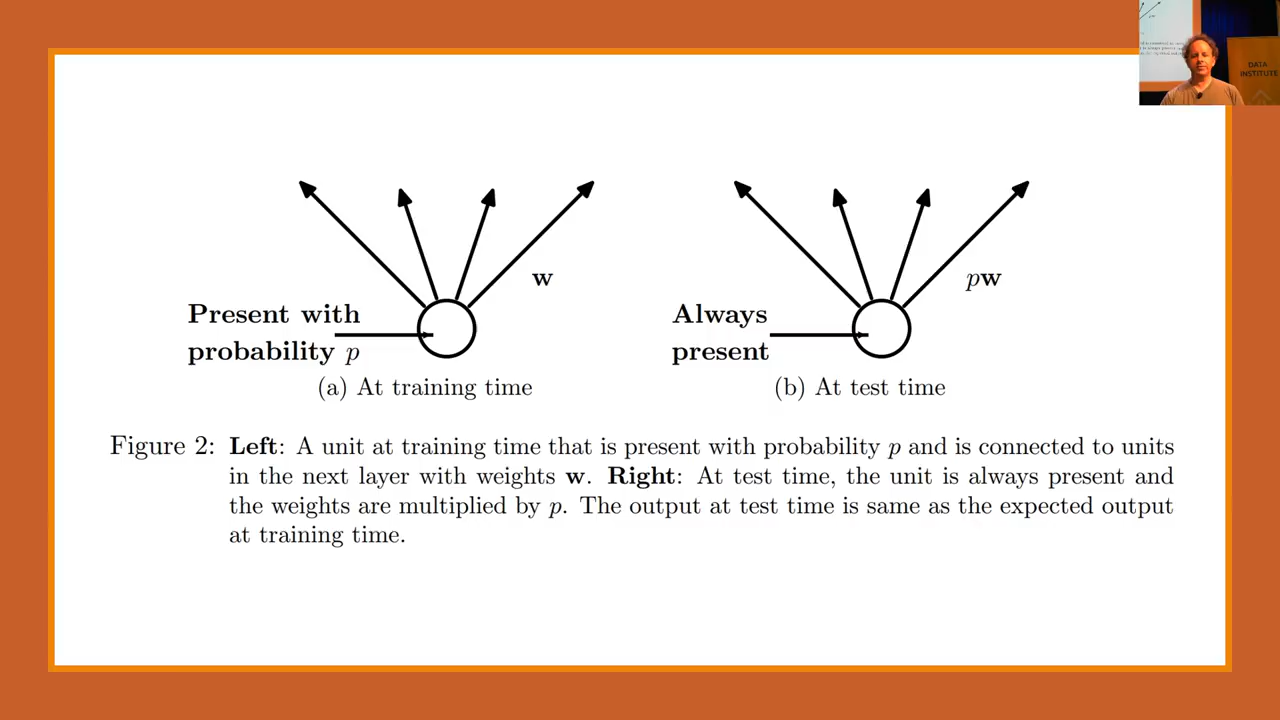 DATA
INSTITUTE
w
pw
Present with
probability p
Always
present
(a) At training time
(b) At test time
Figure 2: Left: A unit at training time that is present with probability p and is connected to units
in the next layer with weights w. Right: At test time, the unit is always present and
the weights are multiplied by p. The output at test time is same as the expected output
at training time.